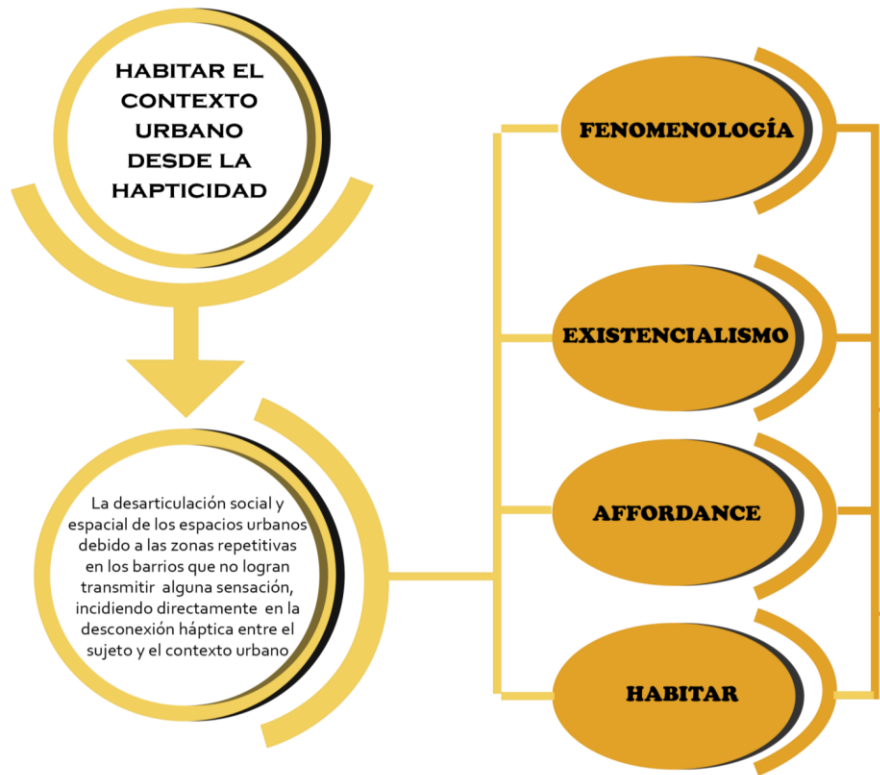 HABITAR EL
CONTEXTO
URBANO
DESDE LA
HAPTICIDAD
La desarticulación social y
espacial de los espacios urbanos
debido a las zonas repetitivas
en los barrios que no logran
transmitir alguna sensación,
incidiendo directamente en la
desconexión háptica entre el
sujeto y el contexto urbano
FENOMENOLOGÍA
EXISTENCIALISMO
AFFORDANCE
HABITAR